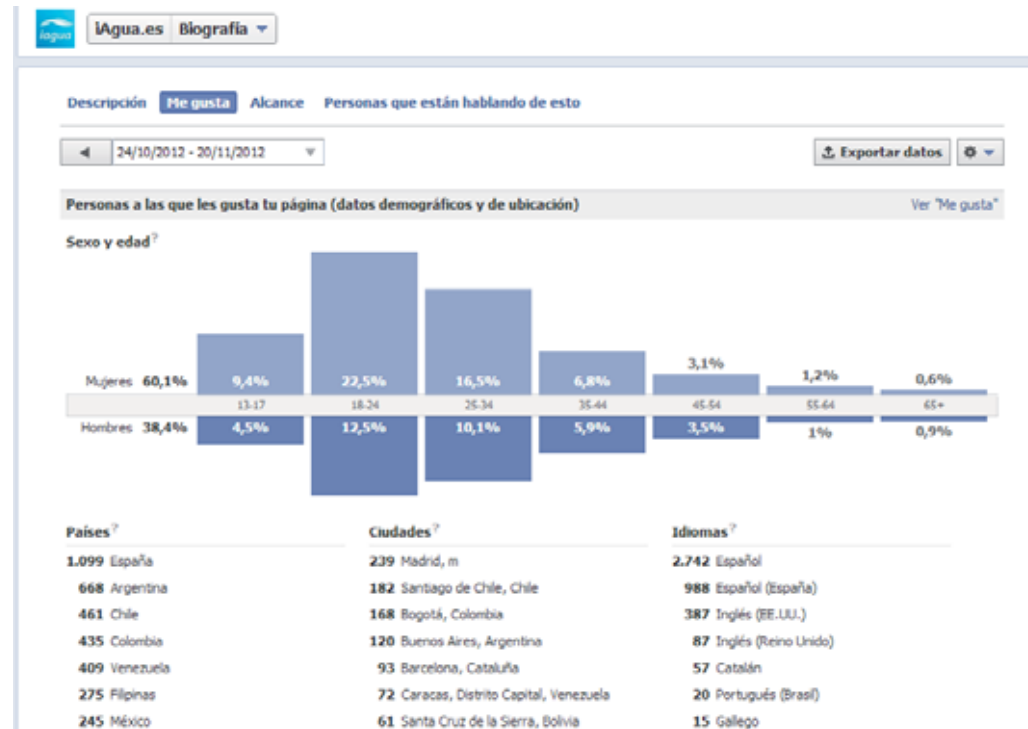 iagua
iAgua.es Biografía
Descripción Me gusta Alcance Personas que están hablando de esto
24/10/2012 - 20/11/2012 Exportar datos
Personas a las que les gusta tu página (datos demográficos y de ubicación) Ver "Me gusta"
Sexo y edad?
Mujeres 60,1% 9,4% 22,5% 16,5% 6,8% 3,1% 1,2% 0,6%
13-17 18-24 25-34 35-44 45-54 55-64 65+
Hombres 38,4% 4,5% 12,5% 10,1% 5,9% 3,5% 1% 0,9%
Países? Ciudades? Idiomas?
1.099 España 239 Madrid, m 2.742 Español
668 Argentina 182 Santiago de Chile, Chile 988 Español (España)
461 Chile 168 Bogotá, Colombia 387 Inglés (EE.UU.)
435 Colombia 120 Buenos Aires, Argentina 87 Inglés (Reino Unido)
409 Venezuela 93 Barcelona, Cataluña 57 Catalán
275 Filipinas 72 Caracas, Distrito Capital, Venezuela 20 Portugués (Brasil)
245 México 61 Santa Cruz de la Sierra, Bolivia 15 Gallego